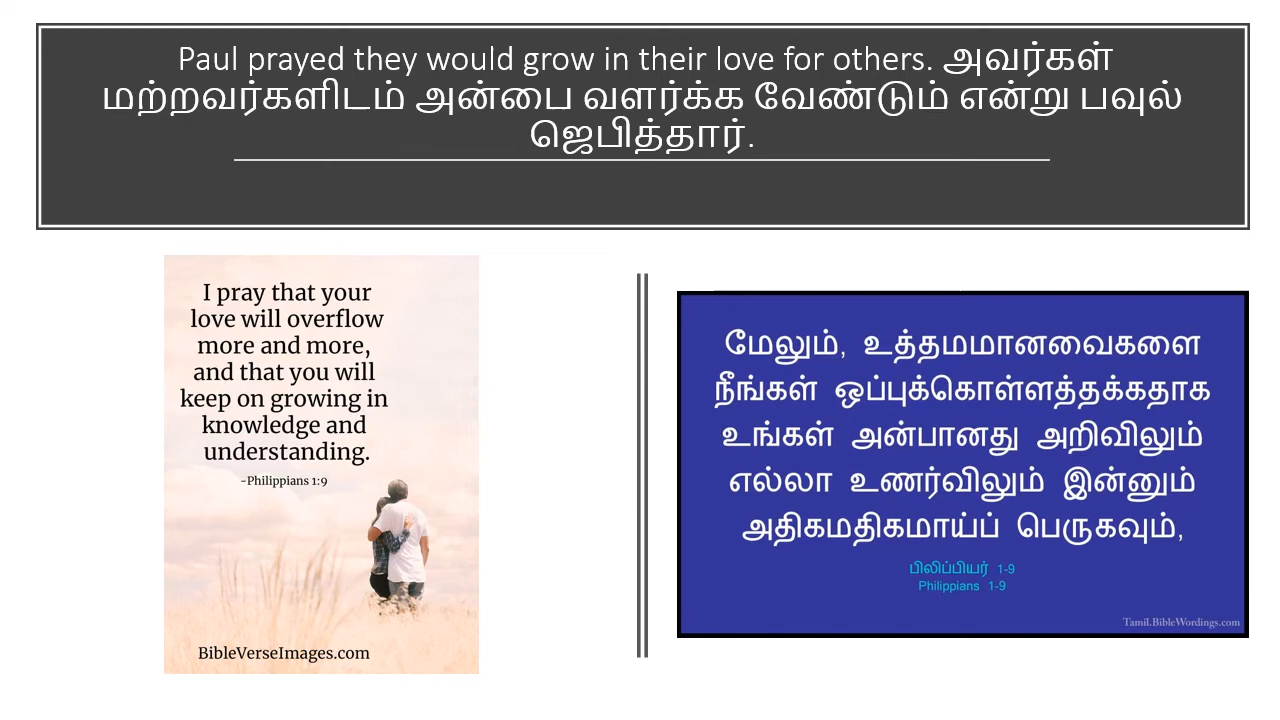 Paul prayed they would grow in their love for others. அவர்கள்
மற்றவர்களிடம் அன்பை வளர்க்க வேண்டும் என்று பவுல்
ஜெபித்தார்.
I pray that your
love will overflow
more and more,
and that you will
keep on growing in
knowledge and
understanding.
-Philippians 1:9
BibleVerseImages.com
மேலும், உத்தமமானவைகளை
நீங்கள் ஒப்புக்கொள்ளத்தக்கதாக
உங்கள் அன்பானது அறிவிலும்
எல்லா உணர்விலும் இன்னும்
அதிகமதிகமாய்ப் பெருகவும்,
பிலிப்பியர் 1-9
Philippians 1-9
Tamil.BibleWordings.com